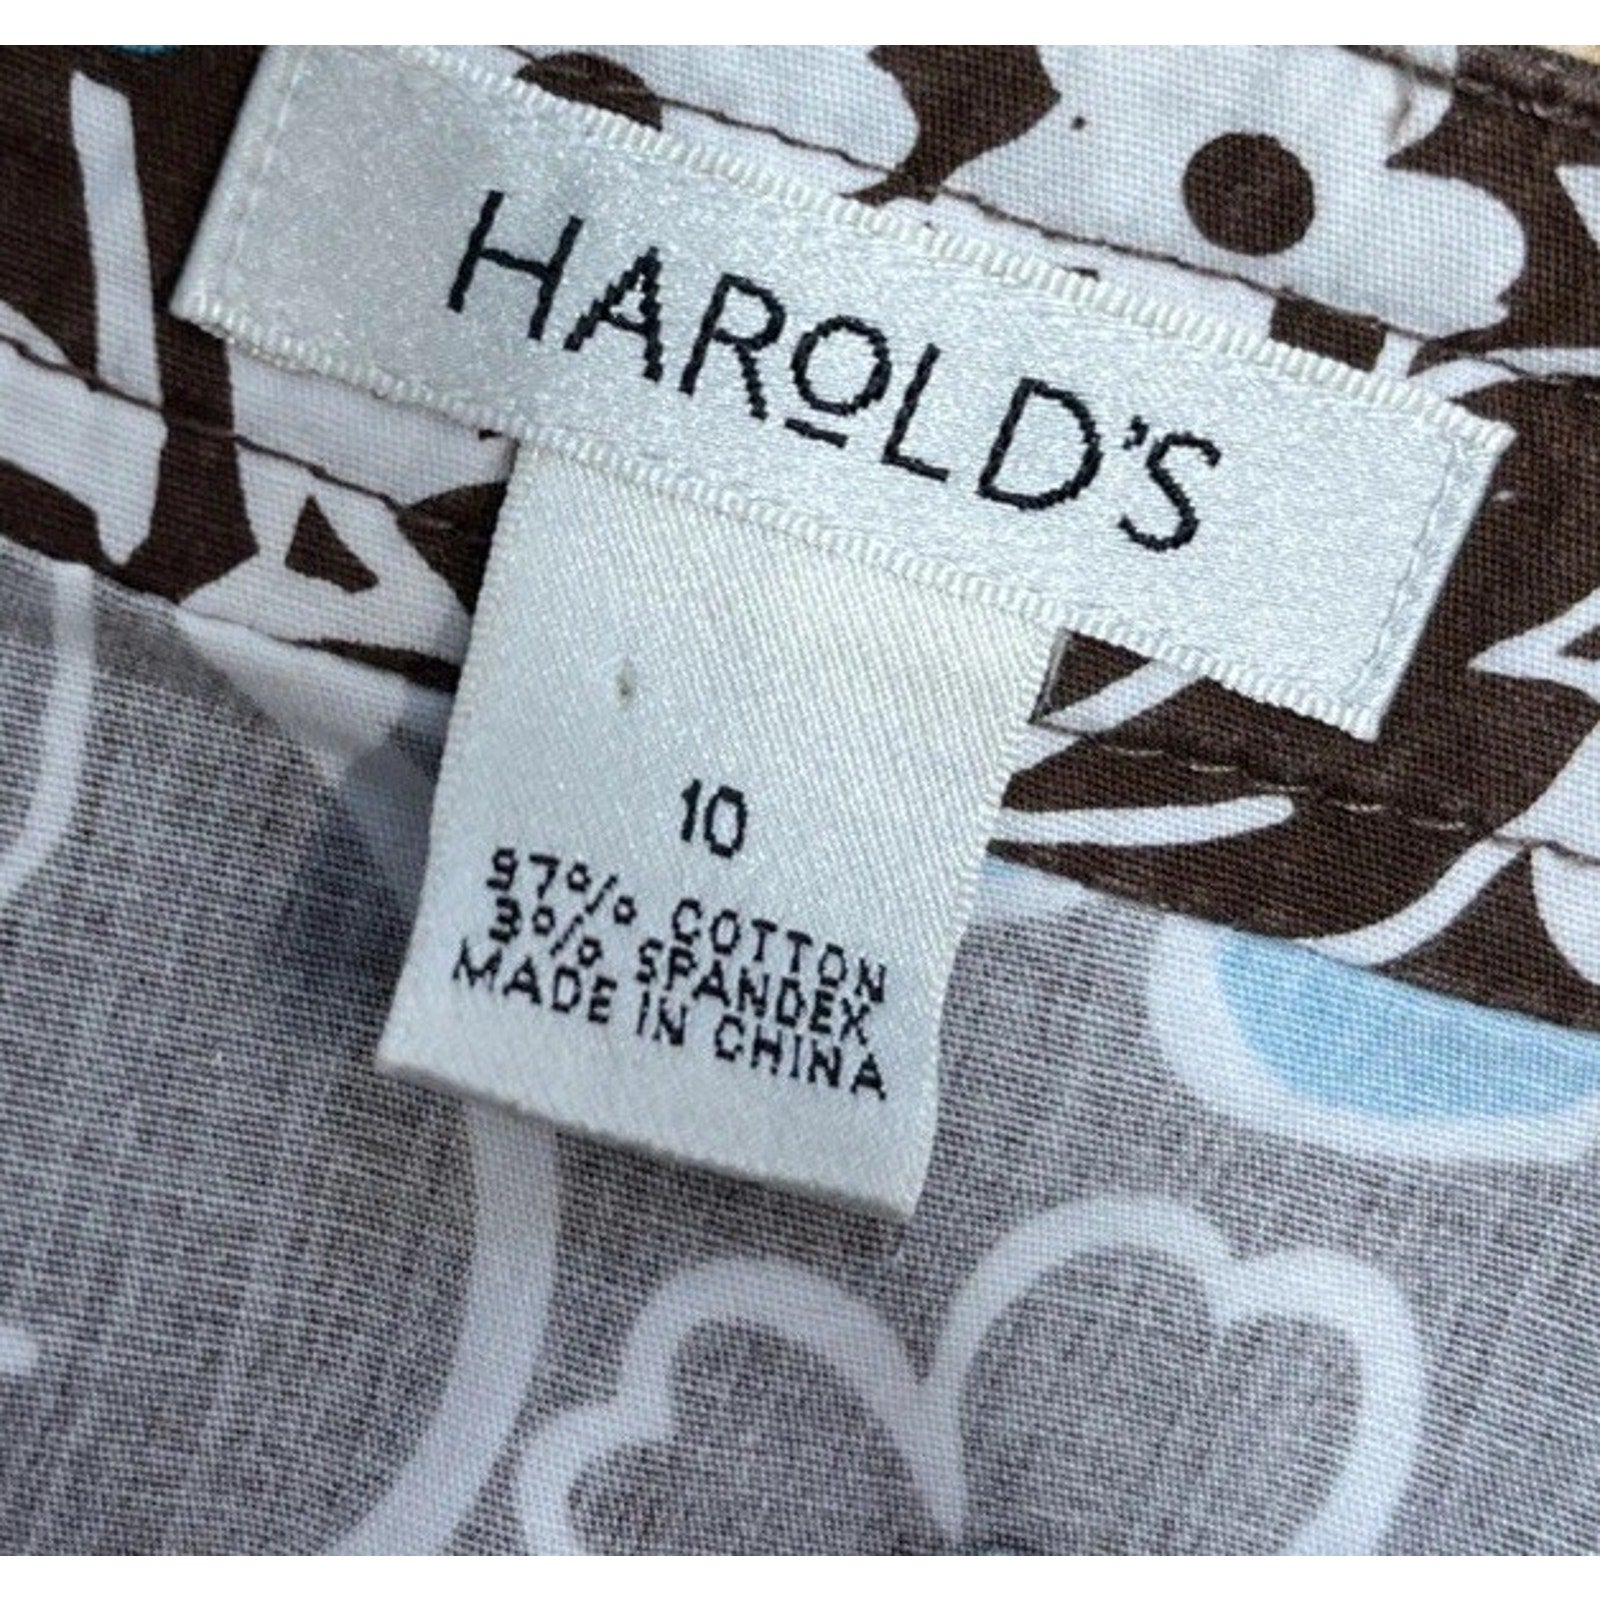 HAROLD'S
10
97% COTTON
3% SPANDEX
MADE IN CHINA